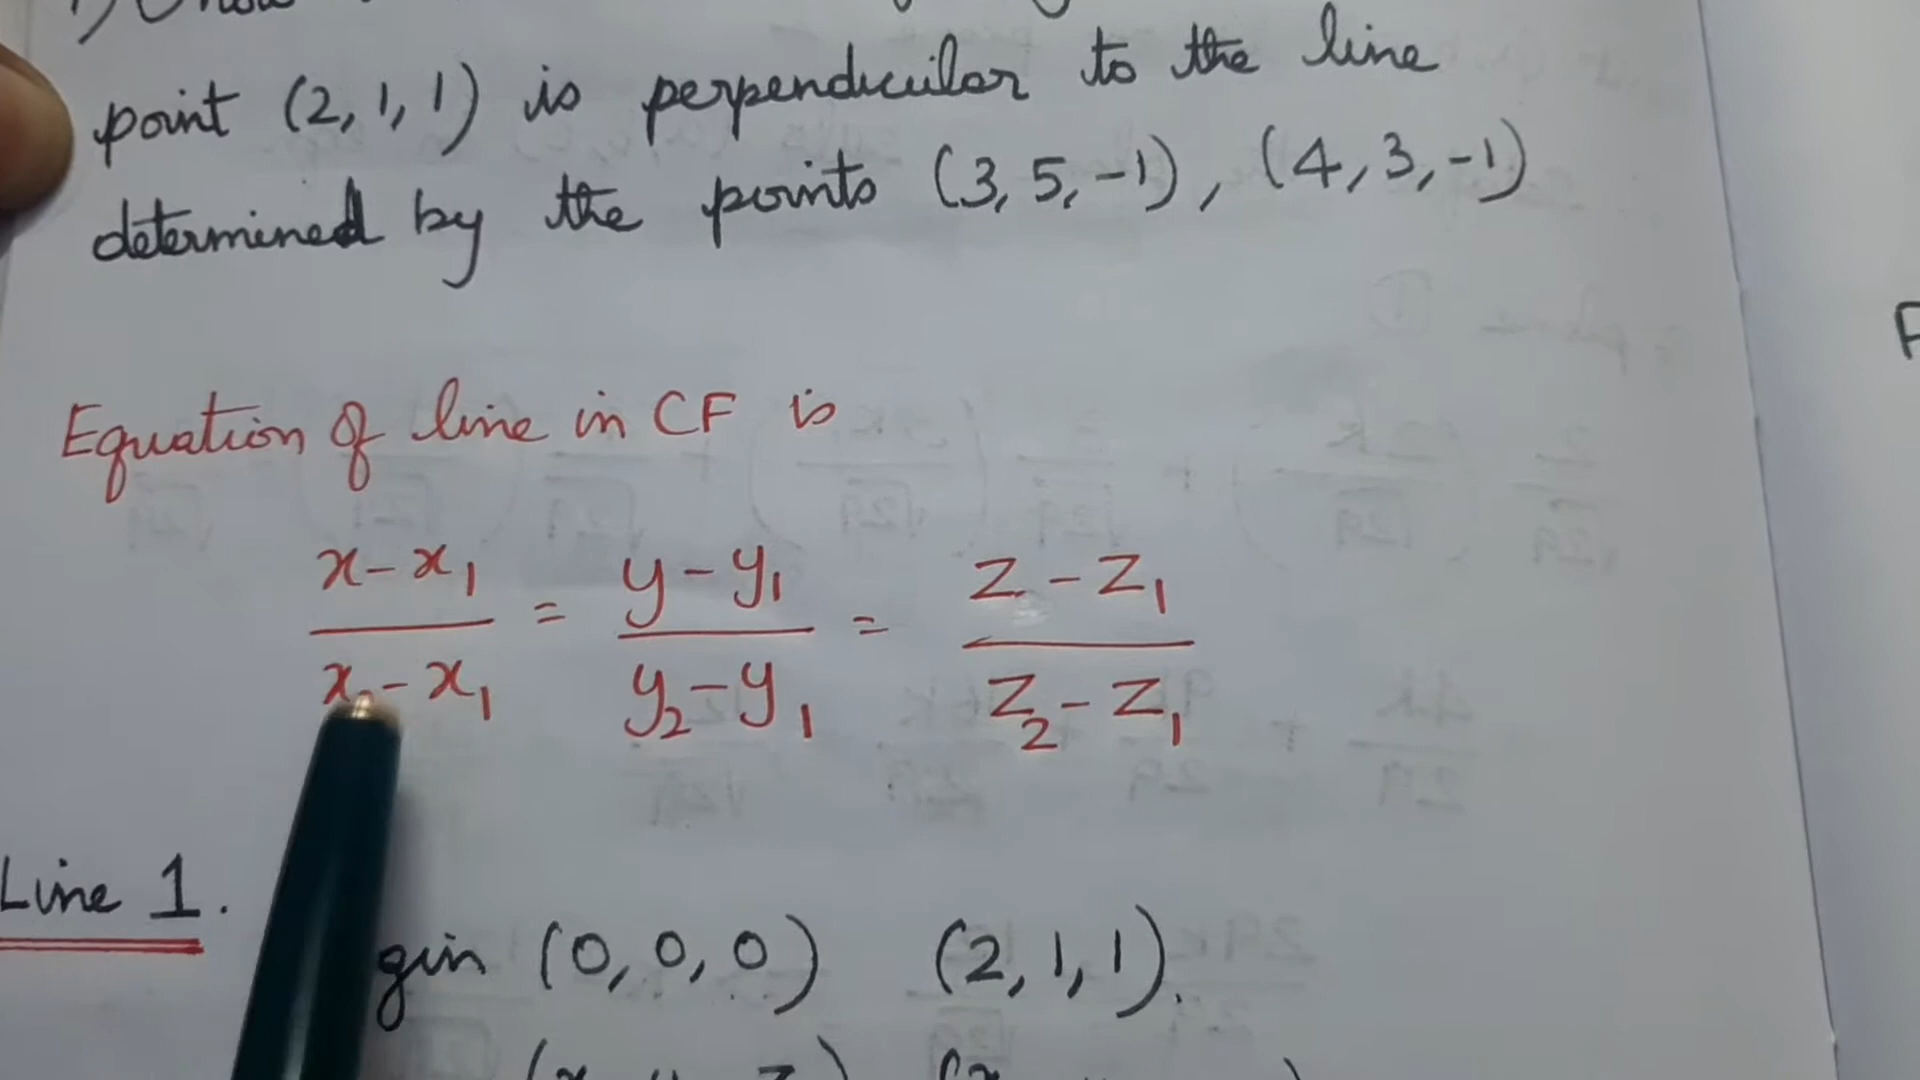 point (2, 1, 1) is perpendicular to the line
determined by the points (3, 5, -1), (4, 3, -1)
Equation of line in CF is
x - x₁ / x₂ - x₁ = y - y₁ / y₂ - y₁ = z - z₁ / z₂ - z₁
Line 1.
gin (0, 0, 0) (2, 1, 1).